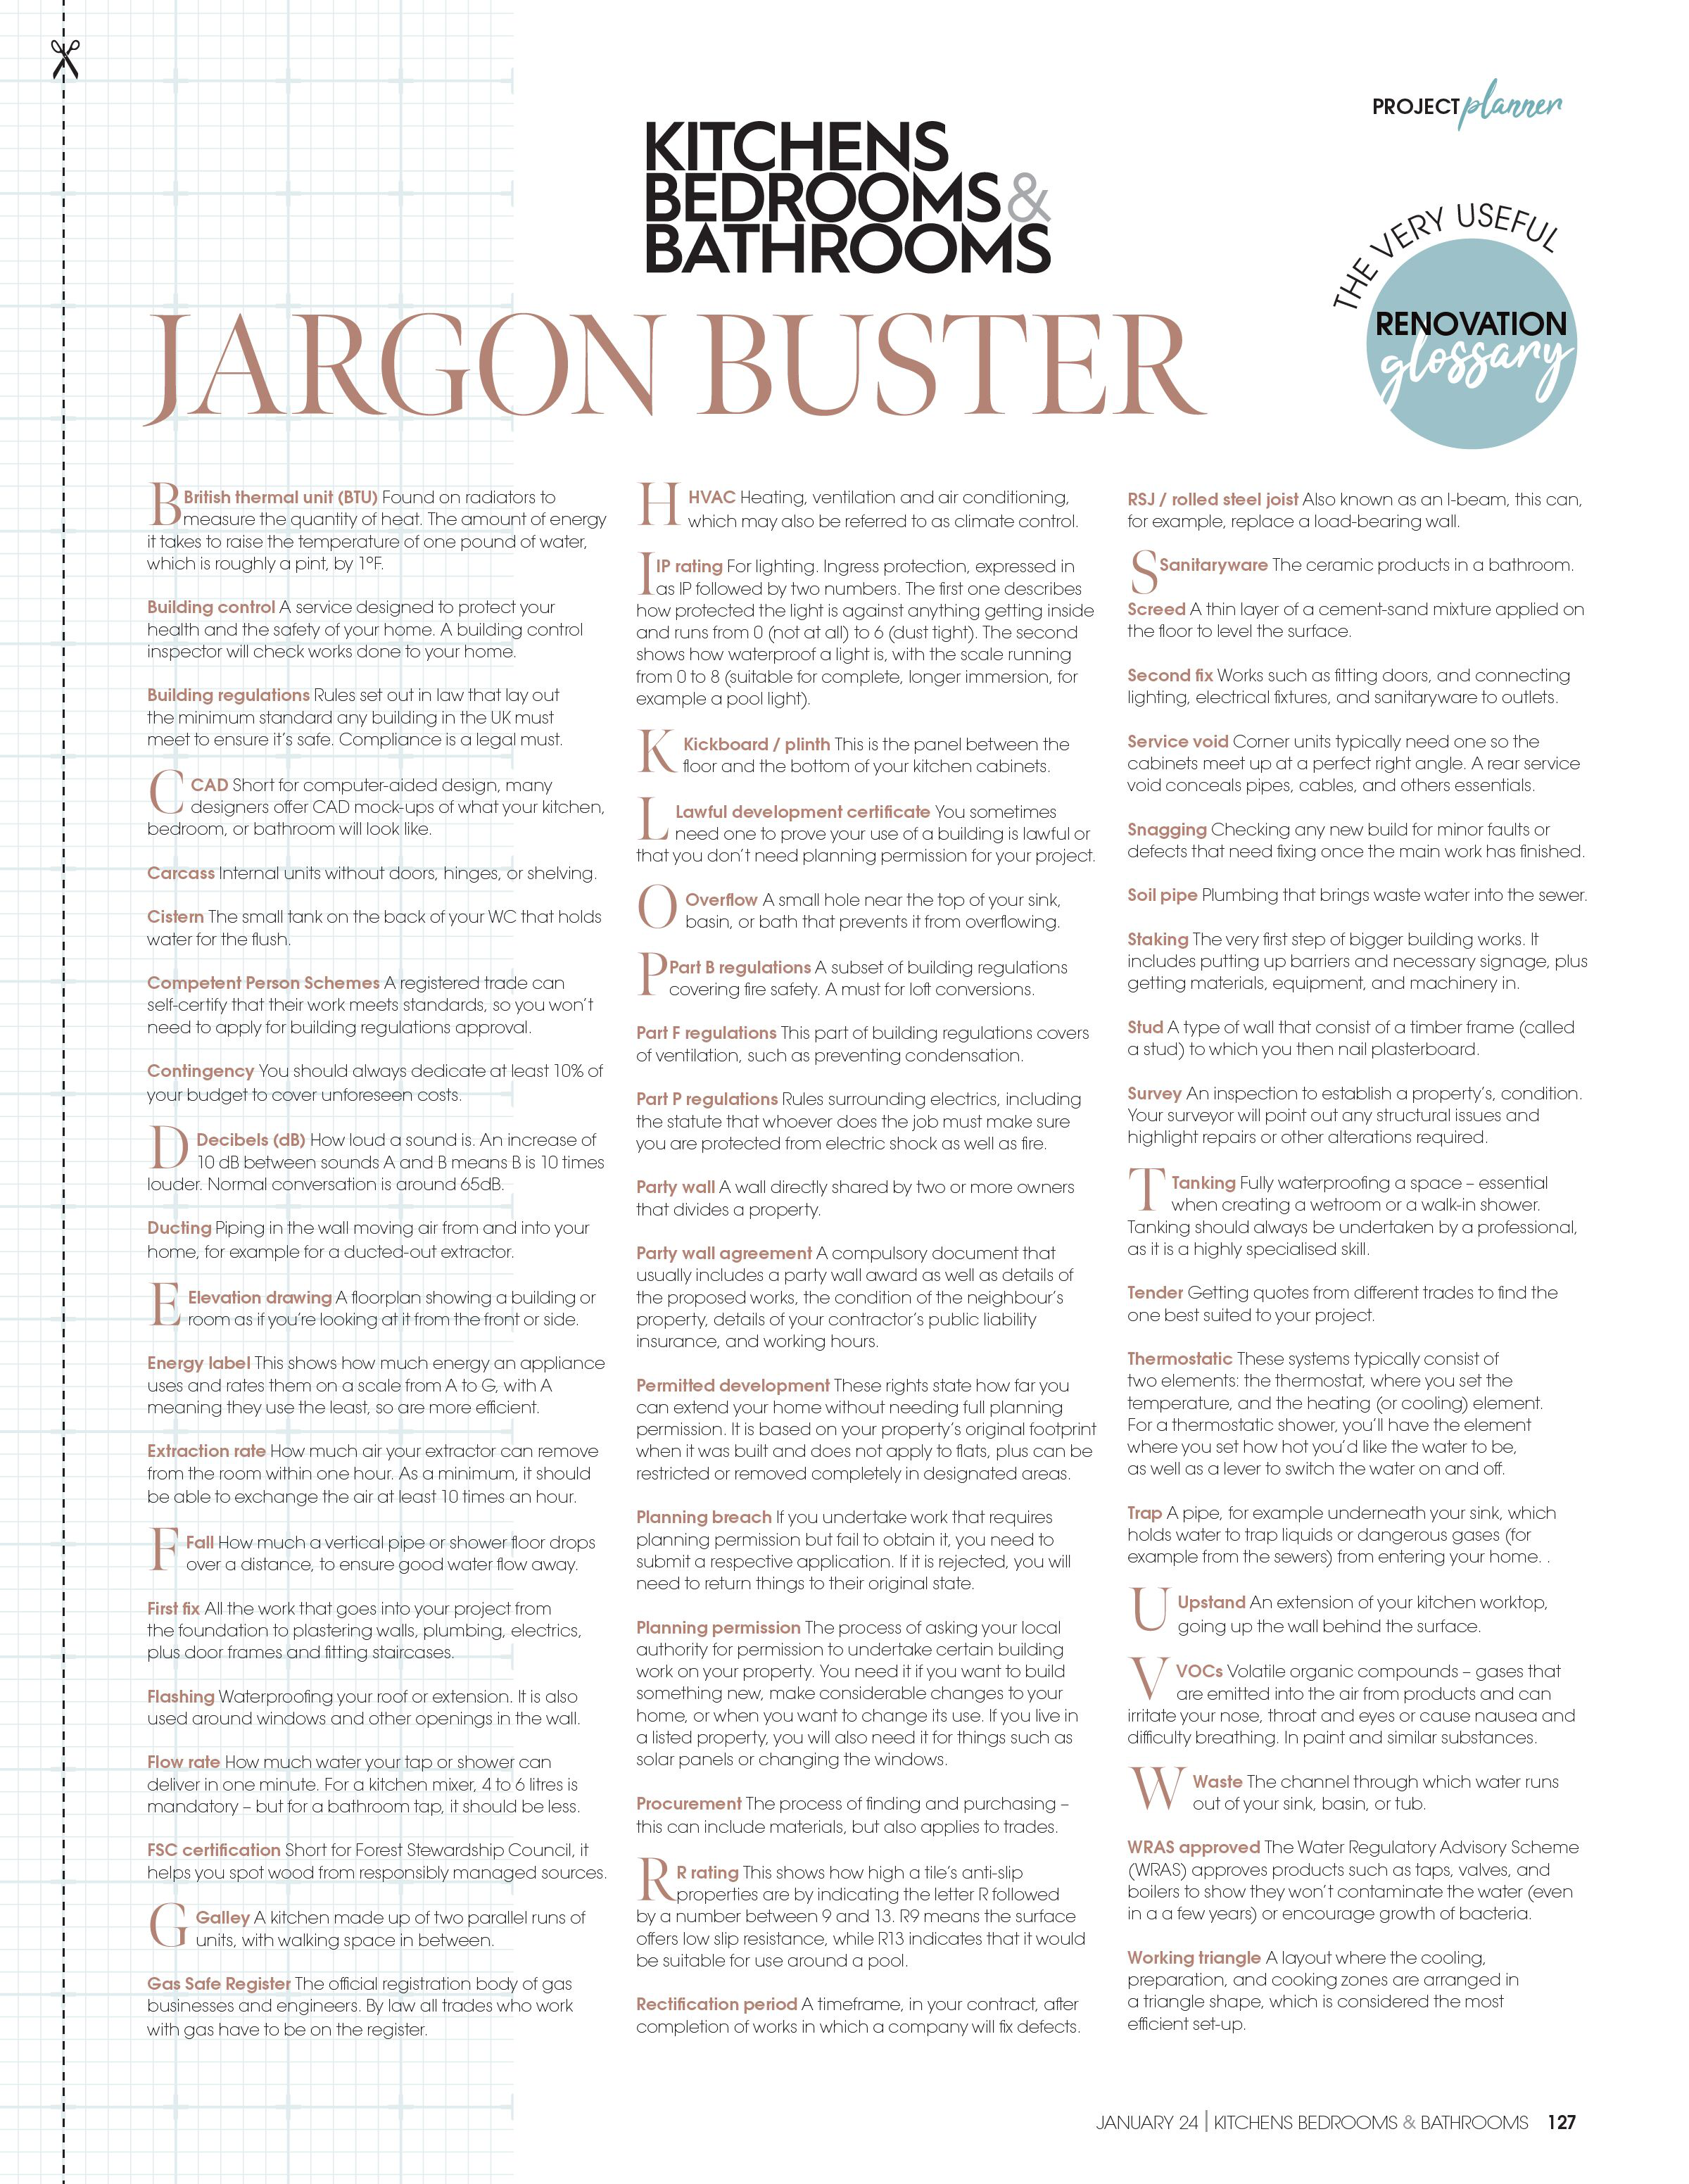 PROJECT planner
KITCHENS
BEDROOMS &
BATHROOMS
THE VERY USEFUL
RENOVATION
glossary
JARGON BUSTER
B British thermal unit (BTU) Found on radiators to
measure the quantity of heat. The amount of energy
it takes to raise the temperature of one pound of water,
which is roughly a pint, by 1°F.
Building control A service designed to protect your
health and the safety of your home. A building control
inspector will check works done to your home.
Building regulations Rules set out in law that lay out
the minimum standard any building in the UK must
meet to ensure it's safe. Compliance is a legal must.
C CAD Short for computer-aided design, many
designers offer CAD mock-ups of what your kitchen,
bedroom, or bathroom will look like.
Carcass Internal units without doors, hinges, or shelving.
Cistern The small tank on the back of your WC that holds
water for the flush.
Competent Person Schemes A registered trade can
self-certify that their work meets standards, so you won't
need to apply for building regulations approval.
Contingency You should always dedicate at least 10% of
your budget to cover unforeseen costs.
D Decibels (dB) How loud a sound is. An increase of
10 dB between sounds A and B means B is 10 times
louder. Normal conversation is around 65dB.
Ducting Piping in the wall moving air from and into your
home, for example for a ducted-out extractor.
E Elevation drawing A floorplan showing a building or
room as if you're looking at it from the front or side.
Energy label This shows how much energy an appliance
uses and rates them on a scale from A to G, with A
meaning they use the least, so are more efficient.
Extraction rate How much air your extractor can remove
from the room within one hour. As a minimum, it should
be able to exchange the air at least 10 times an hour.
F Fall How much a vertical pipe or shower floor drops
over a distance, to ensure good water flow away.
First fix All the work that goes into your project from
the foundation to plastering walls, plumbing, electrics,
plus door frames and fitting staircases.
Flashing Waterproofing your roof or extension. It is also
used around windows and other openings in the wall.
Flow rate How much water your tap or shower can
deliver in one minute. For a kitchen mixer, 4 to 6 litres is
mandatory – but for a bathroom tap, it should be less.
FSC certification Short for Forest Stewardship Council, it
helps you spot wood from responsibly managed sources.
G Galley A kitchen made up of two parallel runs of
units, with walking space in between.
Gas Safe Register The official registration body of gas
businesses and engineers. By law all trades who work
with gas have to be on the register.
H HVAC Heating, ventilation and air conditioning,
which may also be referred to as climate control.
I IP rating For lighting. Ingress protection, expressed in
as IP followed by two numbers. The first one describes
how protected the light is against anything getting inside
and runs from 0 (not at all) to 6 (dust tight). The second
shows how waterproof a light is, with the scale running
from 0 to 8 (suitable for complete, longer immersion, for
example a pool light).
K Kickboard / plinth This is the panel between the
floor and the bottom of your kitchen cabinets.
L Lawful development certificate You sometimes
need one to prove your use of a building is lawful or
that you don't need planning permission for your project.
O Overflow A small hole near the top of your sink,
basin, or bath that prevents it from overflowing.
P Part B regulations A subset of building regulations
covering fire safety. A must for loft conversions.
Part F regulations This part of building regulations covers
of ventilation, such as preventing condensation.
Part P regulations Rules surrounding electrics, including
the statute that whoever does the job must make sure
you are protected from electric shock as well as fire.
Party wall A wall directly shared by two or more owners
that divides a property.
Party wall agreement A compulsory document that
usually includes a party wall award as well as details of
the proposed works, the condition of the neighbour's
property, details of your contractor's public liability
insurance, and working hours.
Permitted development These rights state how far you
can extend your home without needing full planning
permission. It is based on your property's original footprint
when it was built and does not apply to flats, plus can be
restricted or removed completely in designated areas.
Planning breach If you undertake work that requires
planning permission but fail to obtain it, you need to
submit a respective application. If it is rejected, you will
need to return things to their original state.
Planning permission The process of asking your local
authority for permission to undertake certain building
work on your property. You need it if you want to build
something new, make considerable changes to your
home, or when you want to change its use. If you live in
a listed property, you will also need it for things such as
solar panels or changing the windows.
Procurement The process of finding and purchasing –
this can include materials, but also applies to trades.
R R rating This shows how high a tile's anti-slip
properties are by indicating the letter R followed
by a number between 9 and 13. R9 means the surface
offers low slip resistance, while R13 indicates that it would
be suitable for use around a pool.
Rectification period A timeframe, in your contract, after
completion of works in which a company will fix defects.
RSJ / rolled steel joist Also known as an I-beam, this can,
for example, replace a load-bearing wall.
S Sanitaryware The ceramic products in a bathroom.
Screed A thin layer of a cement-sand mixture applied on
the floor to level the surface.
Second fix Works such as fitting doors, and connecting
lighting, electrical fixtures, and sanitaryware to outlets.
Service void Corner units typically need one so the
cabinets meet up at a perfect right angle. A rear service
void conceals pipes, cables, and others essentials.
Snagging Checking any new build for minor faults or
defects that need fixing once the main work has finished.
Soil pipe Plumbing that brings waste water into the sewer.
Staking The very first step of bigger building works. It
includes putting up barriers and necessary signage, plus
getting materials, equipment, and machinery in.
Stud A type of wall that consist of a timber frame (called
a stud) to which you then nail plasterboard.
Survey An inspection to establish a property's, condition.
Your surveyor will point out any structural issues and
highlight repairs or other alterations required.
T Tanking Fully waterproofing a space – essential
when creating a wetroom or a walk-in shower.
Tanking should always be undertaken by a professional,
as it is a highly specialised skill.
Tender Getting quotes from different trades to find the
one best suited to your project.
Thermostatic These systems typically consist of
two elements: the thermostat, where you set the
temperature, and the heating (or cooling) element.
For a thermostatic shower, you'll have the element
where you set how hot you'd like the water to be,
as well as a lever to switch the water on and off.
Trap A pipe, for example underneath your sink, which
holds water to trap liquids or dangerous gases (for
example from the sewers) from entering your home. .
U Upstand An extension of your kitchen worktop,
going up the wall behind the surface.
V VOCs Volatile organic compounds – gases that
are emitted into the air from products and can
irritate your nose, throat and eyes or cause nausea and
difficulty breathing. In paint and similar substances.
W Waste The channel through which water runs
out of your sink, basin, or tub.
WRAS approved The Water Regulatory Advisory Scheme
(WRAS) approves products such as taps, valves, and
boilers to show they won't contaminate the water (even
in a a few years) or encourage growth of bacteria.
Working triangle A layout where the cooling,
preparation, and cooking zones are arranged in
a triangle shape, which is considered the most
efficient set-up.
JANUARY 24 | KITCHENS BEDROOMS & BATHROOMS 127